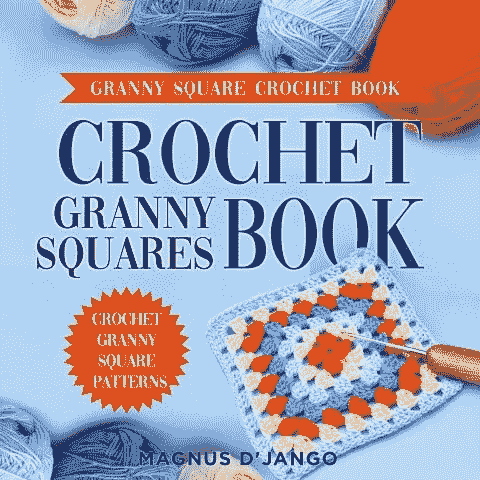 GRANNY SQUARE CROCHET BOOK
CROCHET
GRANNY
SQUARES
BOOK
CROCHET
GRANNY
SQUARE
PATTERNS
MAGNUS D'JANGO